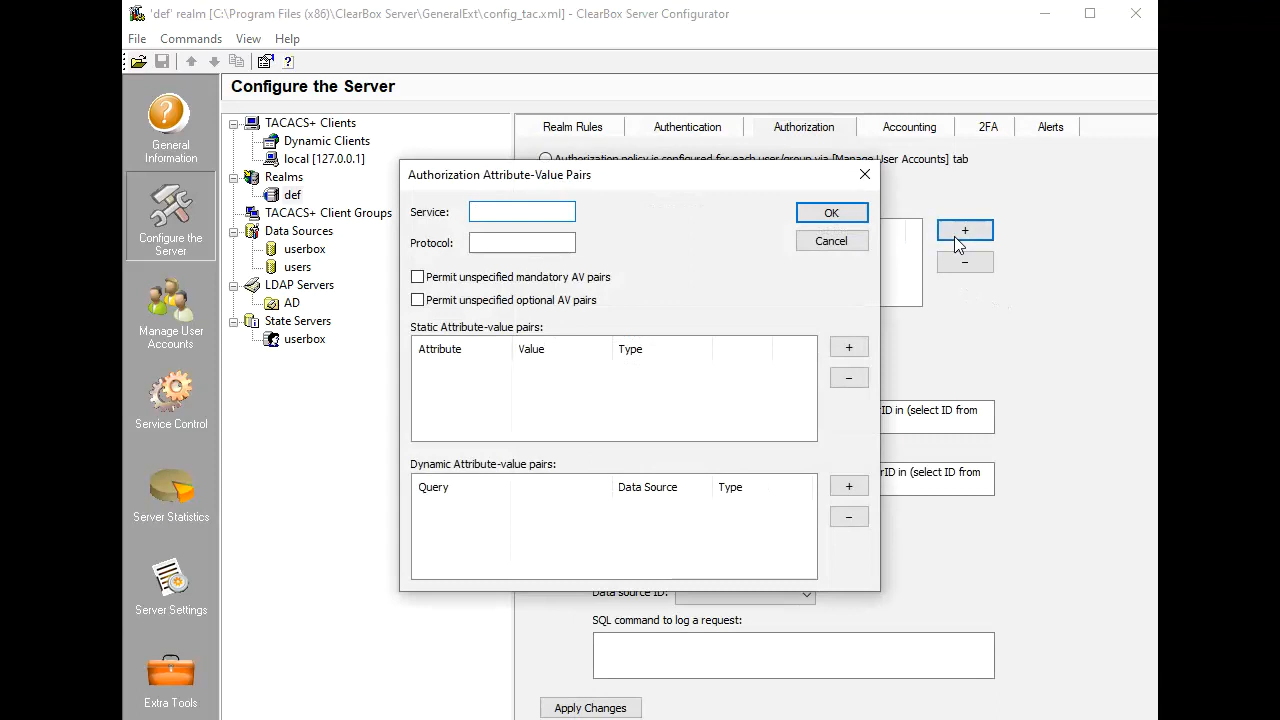 'def' realm [C:\Program Files (x86)\ClearBox Server\GeneralExt\config_tac.xml] - ClearBox Server Configurator
File Commands View Help
Configure the Server
General
Information
Configure the
Server
Manage User
Accounts
Service Control
Server Statistics
Server Settings
Extra Tools
TACACS+ Clients
Dynamic Clients
local [127.0.0.1]
Realms
def
TACACS+ Client Groups
Data Sources
userbox
users
LDAP Servers
AD
State Servers
userbox
Realm Rules Authentication Authorization Accounting 2FA Alerts
Authorization policy is configured for each user/group via [Manage User Accounts] tab
+
-
Authorization Attribute-Value Pairs
Service:
OK
Protocol:
Cancel
Permit unspecified mandatory AV pairs
Permit unspecified optional AV pairs
Static Attribute-value pairs:
Attribute Value Type
+
-
Dynamic Attribute-value pairs:
Query Data Source Type
+
-
ID in (select ID from
rID in (select ID from
Data source ID:
SQL command to log a request:
Apply Changes